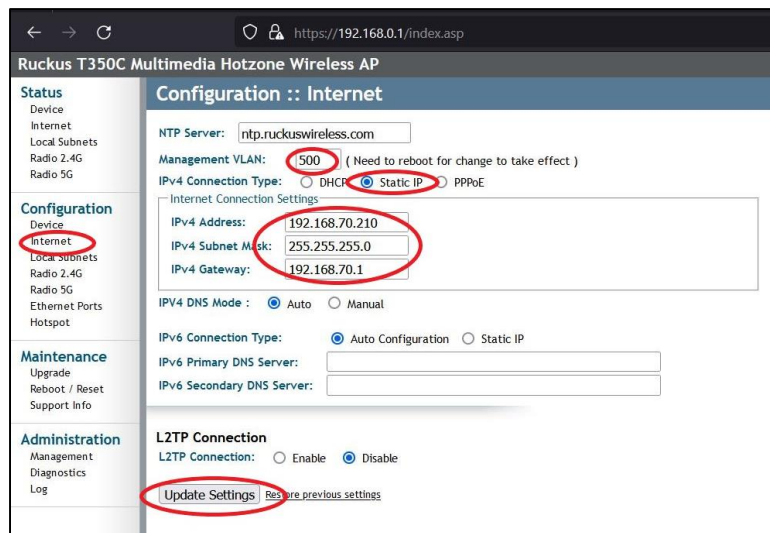 https://192.168.0.1/index.asp
Ruckus T350C Multimedia Hotzone Wireless AP
Status
Device
Internet
Local Subnets
Radio 2.4G
Radio 5G
Configuration
Device
Internet
Local Subnets
Radio 2.4G
Radio 5G
Ethernet Ports
Hotspot
Maintenance
Upgrade
Reboot / Reset
Support Info
Administration
Management
Diagnostics
Log
Configuration :: Internet
NTP Server: ntp.ruckuswireless.com
Management VLAN: 500 ( Need to reboot for change to take effect )
IPv4 Connection Type: DHCP Static IP PPPoE
Internet Connection Settings
IPv4 Address: 192.168.70.210
IPv4 Subnet Mask: 255.255.255.0
IPv4 Gateway: 192.168.70.1
IPV4 DNS Mode : Auto Manual
IPv6 Connection Type: Auto Configuration Static IP
IPv6 Primary DNS Server:
IPv6 Secondary DNS Server:
L2TP Connection
L2TP Connection: Enable Disable
Update Settings Restore previous settings